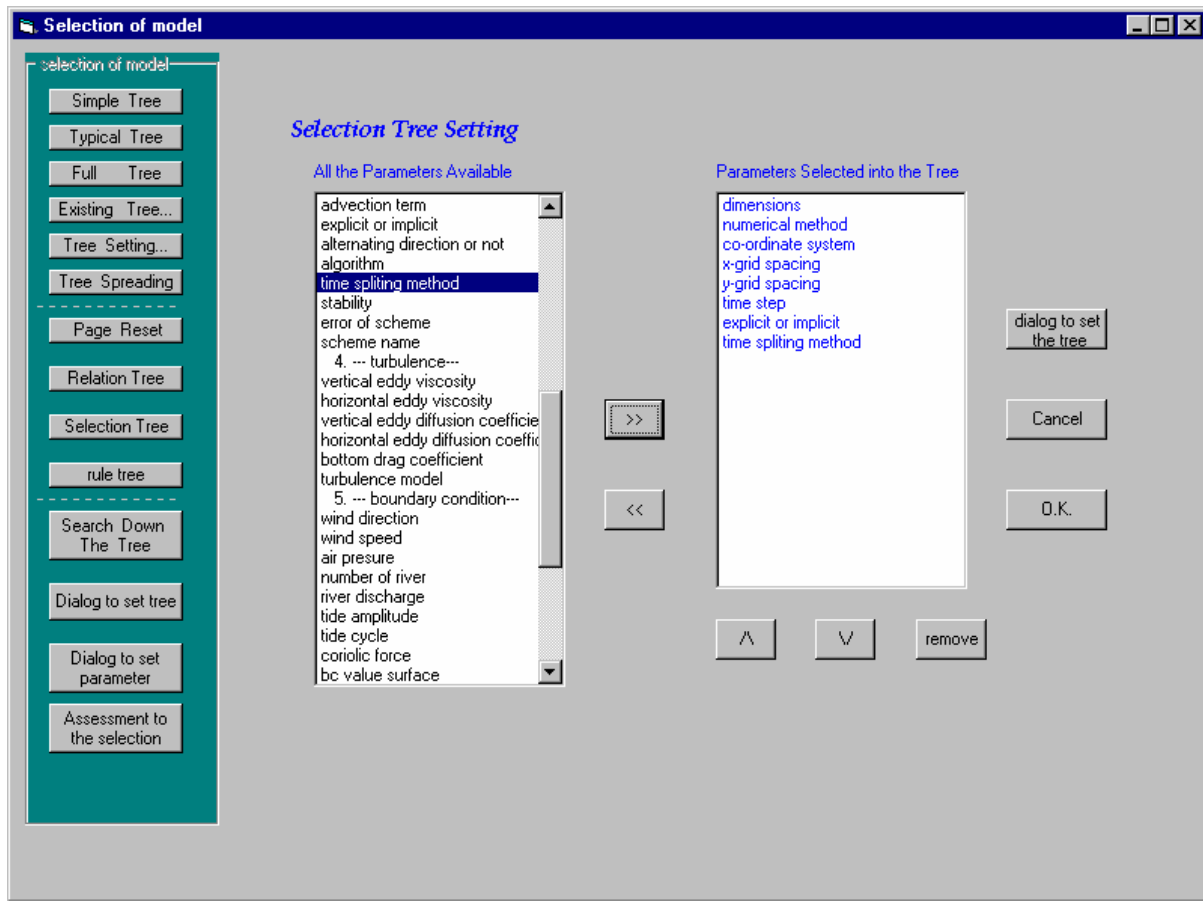 Selection of model
selection of model
Simple Tree
Typical Tree
Full Tree
Existing Tree...
Tree Setting...
Tree Spreading
Page Reset
Relation Tree
Selection Tree
rule tree
Search Down
The Tree
Dialog to set tree
Dialog to set
parameter
Assessment to
the selection
Selection Tree Setting
All the Parameters Available
advection term
explicit or implicit
alternating direction or not
algorithm
time spliting method
stability
error of scheme
scheme name
4. --- turbulence---
vertical eddy viscosity
horizontal eddy viscosity
vertical eddy diffusion coefficie
horizontal eddy diffusion coeffic
bottom drag coefficient
turbulence model
5. --- boundary condition---
wind direction
wind speed
air presure
number of river
river discharge
tide amplitude
tide cycle
coriolic force
bc value surface
>>
<<
Parameters Selected into the Tree
dimensions
numerical method
co-ordinate system
x-grid spacing
y-grid spacing
time step
explicit or implicit
time spliting method
/\
\/
remove
dialog to set
the tree
Cancel
O.K.